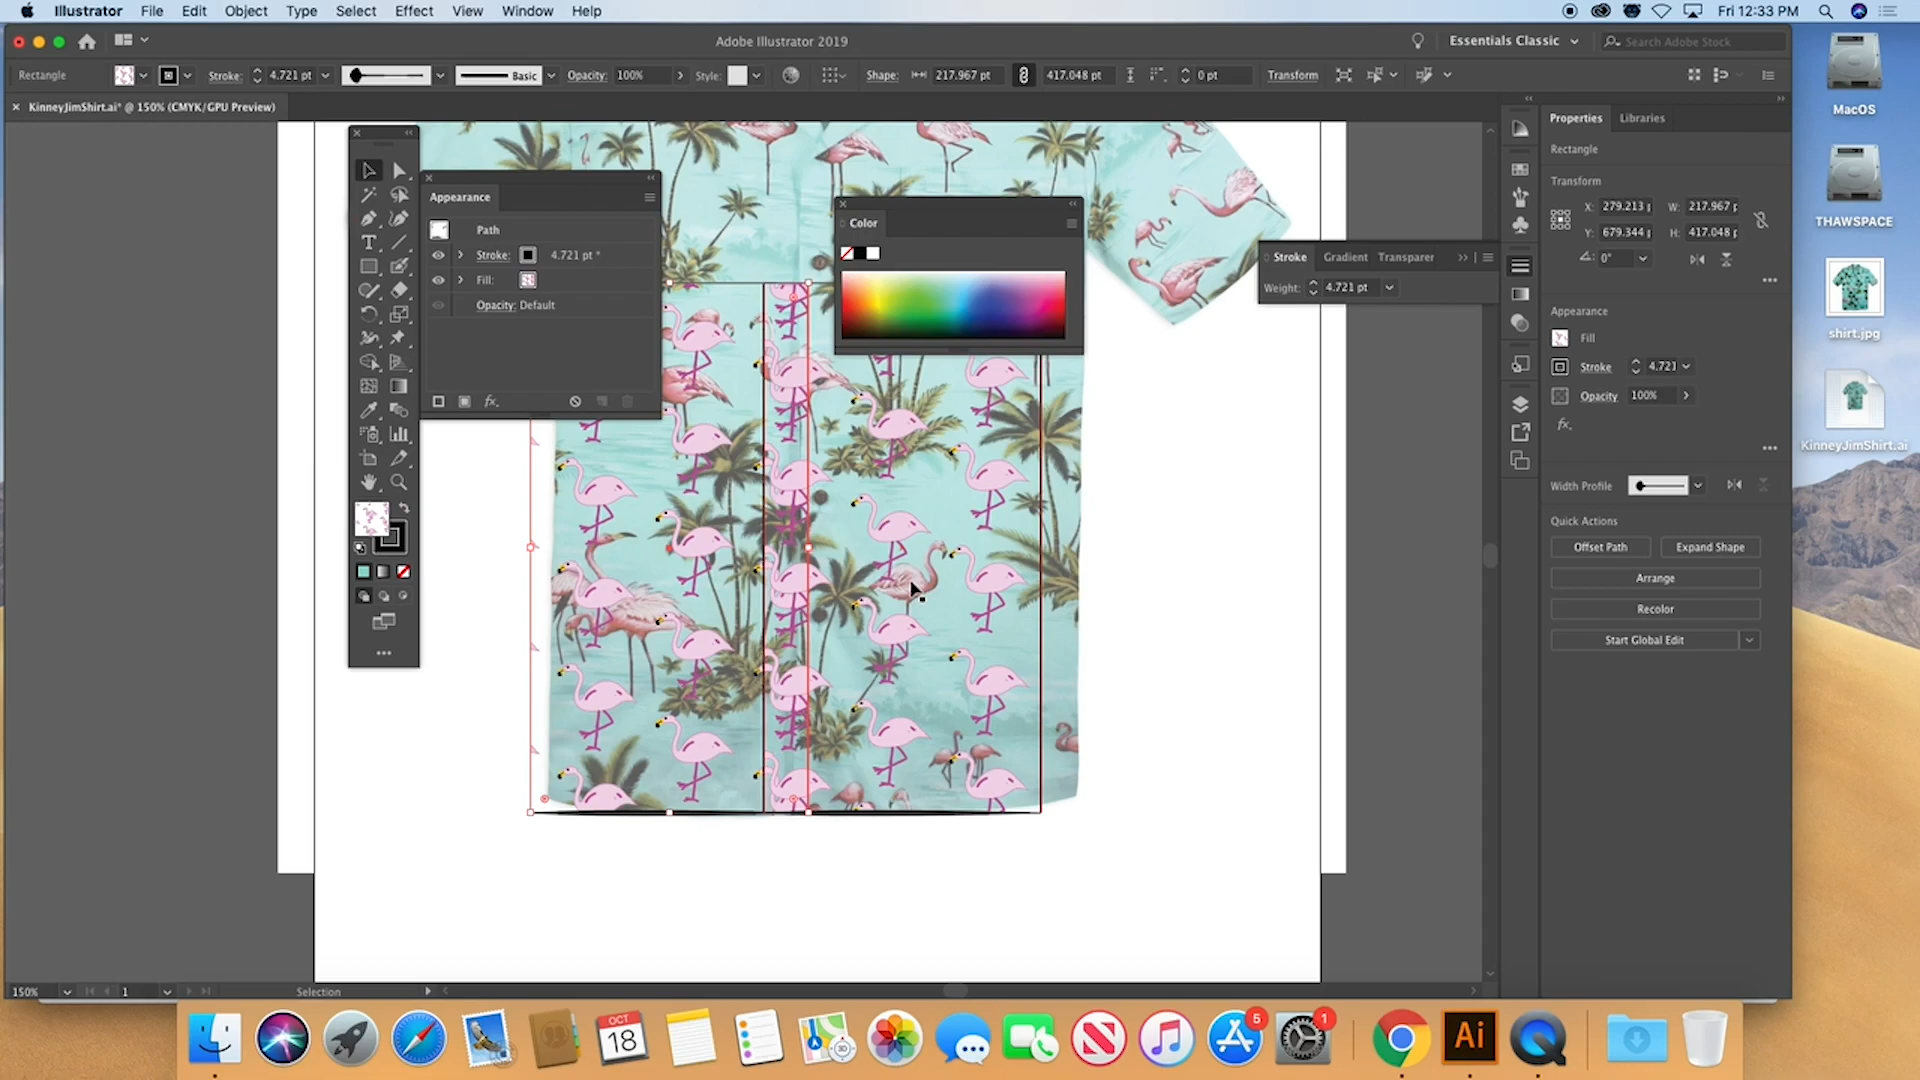 Illustrator File Edit Object Type Select Effect View Window Help
Fri 12:33 PM
Adobe Illustrator 2019
Essentials Classic
Search Adobe Stock
Rectangle
Stroke: 4.721 pt
Basic
Opacity: 100%
Style:
Shape: 217.967 pt
417.048 pt
0 pt
Transform
KinneyJimShirt.ai* @ 150% (CMYK/GPU Preview)
Appearance
Path
Stroke: 4.721 pt *
Fill:
Opacity: Default
fx.
Color
Stroke Gradient Transparer
Weight: 4.721 pt
Properties Libraries
Rectangle
Transform
X: 279.213 W: 217.967
Y: 679.344 H: 417.048
0°
Appearance
Fill
Stroke 4.721
Opacity 100%
fx.
Width Profile
Quick Actions
Offset Path Expand Shape
Arrange
Recolor
Start Global Edit
MacOS
THAWSPACE
shirt.jpg
KinneyJimShirt.ai
150%
1
Selection
OCT
18
3D
5
1
Ai